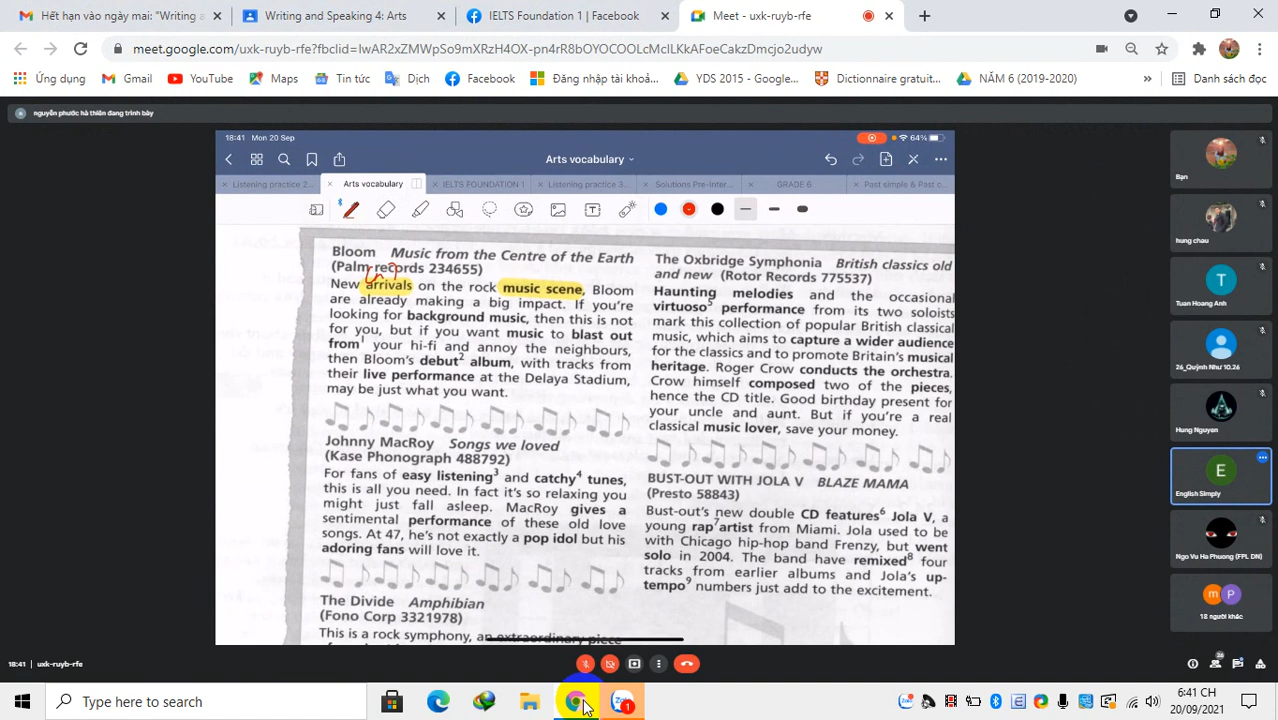 Hết hạn vào ngày mai: "Writing a
Writing and Speaking 4: Arts
IELTS Foundation 1 | Facebook
Meet - uxk-ruyb-rfe
meet.google.com/uxk-ruyb-rfe?fbclid=IwAR2xZMWpSo9mXRzH4OX-pn4rR8bOYOCOOLcMcILKkAFoeCakzDmcjo2udyw
Ứng dụng
Gmail
YouTube
Maps
Tin tức
Dịch
Facebook
Đăng nhập tài khoả...
YDS 2015 - Google...
Dictionnaire gratuit...
NĂM 6 (2019-2020)
»
Danh sách đọc
nguyễn phước hà thiên đang trình bày
18:41 Mon 20 Sep
64%
Arts vocabulary
Listening practice 2...
Arts vocabulary
IELTS FOUNDATION 1
Listening practice 3...
Solutions Pre-Inter...
GRADE 6
Past simple & Past c...
Bloom Music from the Centre of the Earth
(Palm records 234655)
New arrivals on the rock music scene, Bloom
are already making a big impact. If you're
looking for background music, then this is not
for you, but if you want music to blast out
from1 your hi-fi and annoy the neighbours,
then Bloom's debut2 album, with tracks from
their live performance at the Delaya Stadium,
may be just what you want.
Johnny MacRoy Songs we loved
(Kase Phonograph 488792)
For fans of easy listening3 and catchy4 tunes,
this is all you need. In fact it's so relaxing you
might just fall asleep. MacRoy gives a
sentimental performance of these old love
songs. At 47, he's not exactly a pop idol but his
adoring fans will love it.
The Divide Amphibian
(Fono Corp 3321978)
This is a rock symphony, an extraordinary piece
The Oxbridge Symphonia British classics old
and new (Rotor Records 775537)
Haunting melodies and the occasional
virtuoso5 performance from its two soloists
mark this collection of popular British classical
music, which aims to capture a wider audience
for the classics and to promote Britain's musical
heritage. Roger Crow conducts the orchestra.
Crow himself composed two of the pieces,
hence the CD title. Good birthday present for
your uncle and aunt. But if you're a real
classical music lover, save your money.
BUST-OUT WITH JOLA V BLAZE MAMA
(Presto 58843)
Bust-out's new double CD features6 Jola V, a
young rap7 artist from Miami. Jola used to be
with Chicago hip-hop band Frenzy, but went
solo in 2004. The band have remixed8 four
tracks from earlier albums and Jola's up-
tempo9 numbers just add to the excitement.
Bạn
hung chau
T
Tuan Hoang Anh
26_Quỳnh Như 10.26
Hung Nguyen
E
English Simply
Ngo Vu Ha Phuong (FPL DN)
m P
18 người khác
18:41 uxk-ruyb-rfe
26
Type here to search
Zalo
1
6:41 CH
20/09/2021